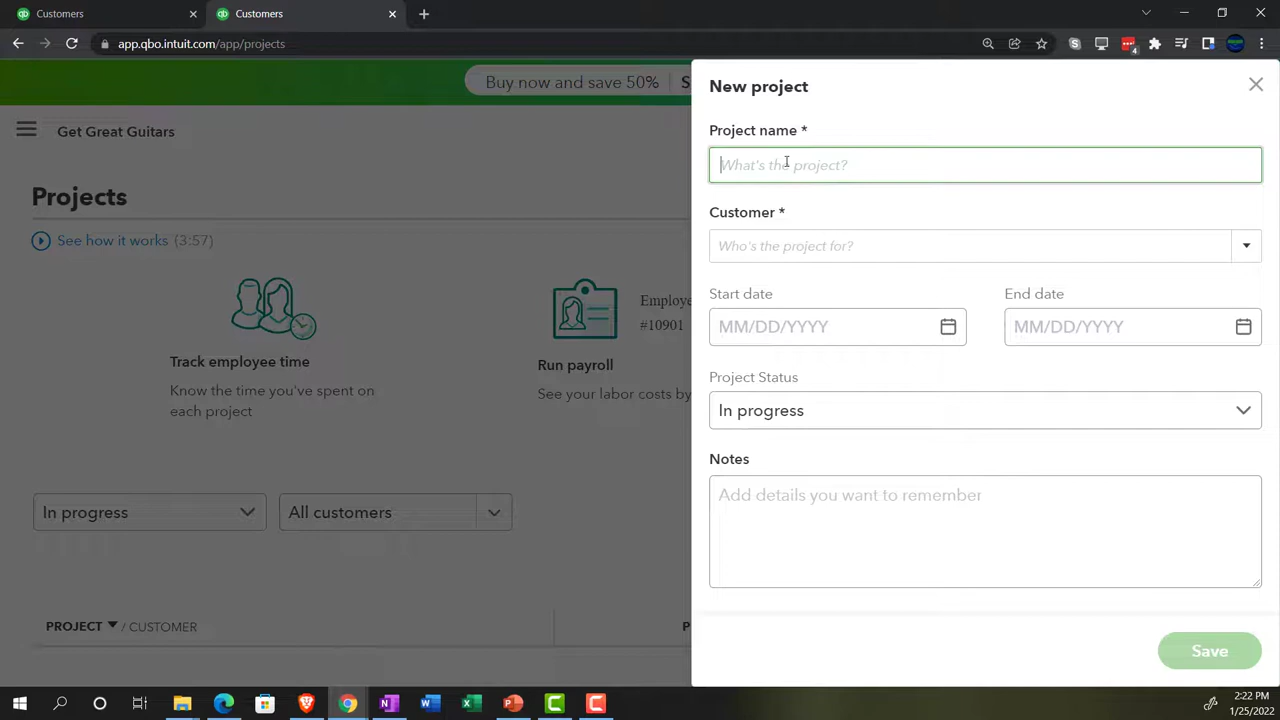 Customers
Customers
app.qbo.intuit.com/app/projects
4
Buy now and save 50%
S
Get Great Guitars
Projects
See how it works (3:57)
Track employee time
Know the time you've spent on
each project
Employe
#10901
Run payroll
See your labor costs by
In progress
All customers
PROJECT / CUSTOMER
P
New project
Project name *
What's the project?
Customer *
Who's the project for?
Start date
End date
MM/DD/YYYY
MM/DD/YYYY
Project Status
In progress
Notes
Add details you want to remember
Save
2:22 PM
1/25/2022